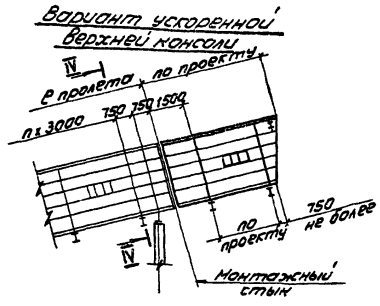 Вариант ускоренной
верхней консоли
IV
по проекту
l пролета
750 750 1500
n x 3000
по
проекту
750
не более
IV
Монтажный
стык